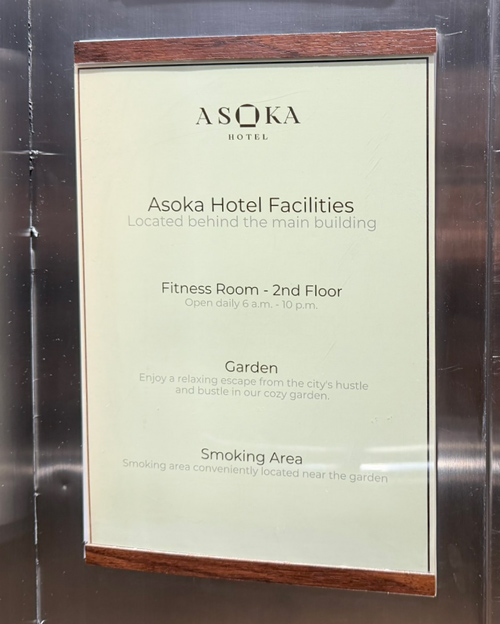 ASOKA
HOTEL
Asoka Hotel Facilities
Located behind the main building
Fitness Room - 2nd Floor
Open daily 6 a.m. - 10 p.m.
Garden
Enjoy a relaxing escape from the city's hustle
and bustle in our cozy garden.
Smoking Area
Smoking area conveniently located near the garden